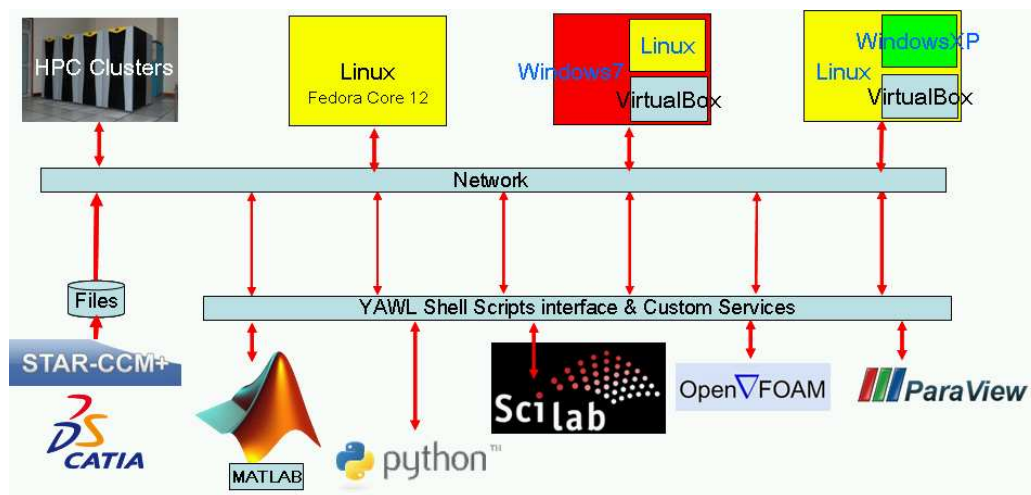 HPC Clusters
Linux
Fedora Core 12
Windows7
Linux
VirtualBox
Linux
WindowsXP
VirtualBox
Network
Files
YAWL Shell Scripts interface & Custom Services
STAR-CCM+
CATIA
MATLAB
python™
Scilab
OpenFOAM
ParaView